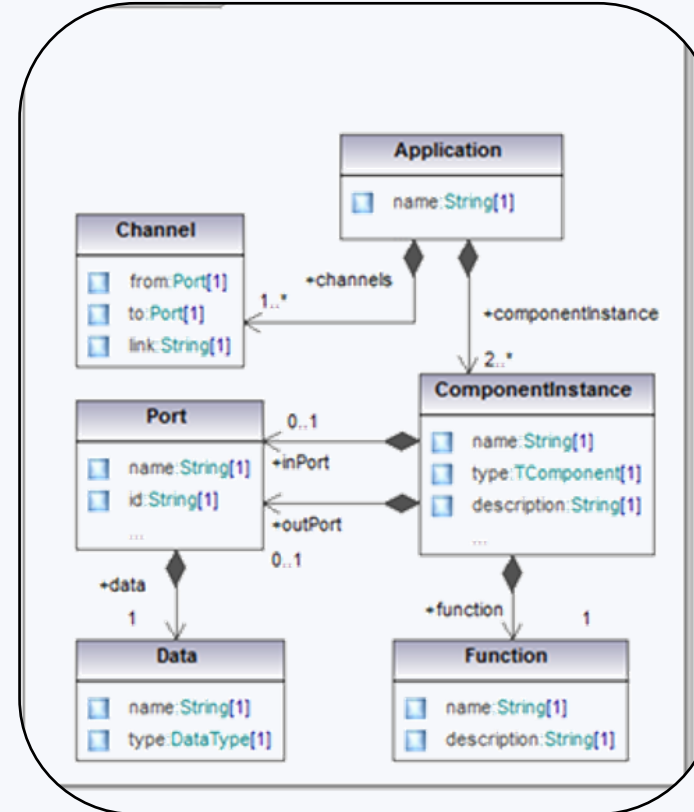 Application
name:String[1]
Channel
from:Port[1]
to:Port[1]
link:String[1]
+channels
1..*
+componentInstance
2..*
ComponentInstance
name:String[1]
type:TComponent[1]
description:String[1]
...
Port
name:String[1]
id:String[1]
...
0..1
+inPort
+outPort
0..1
+data
1
+function
1
Data
name:String[1]
type:DataType[1]
Function
name:String[1]
description:String[1]